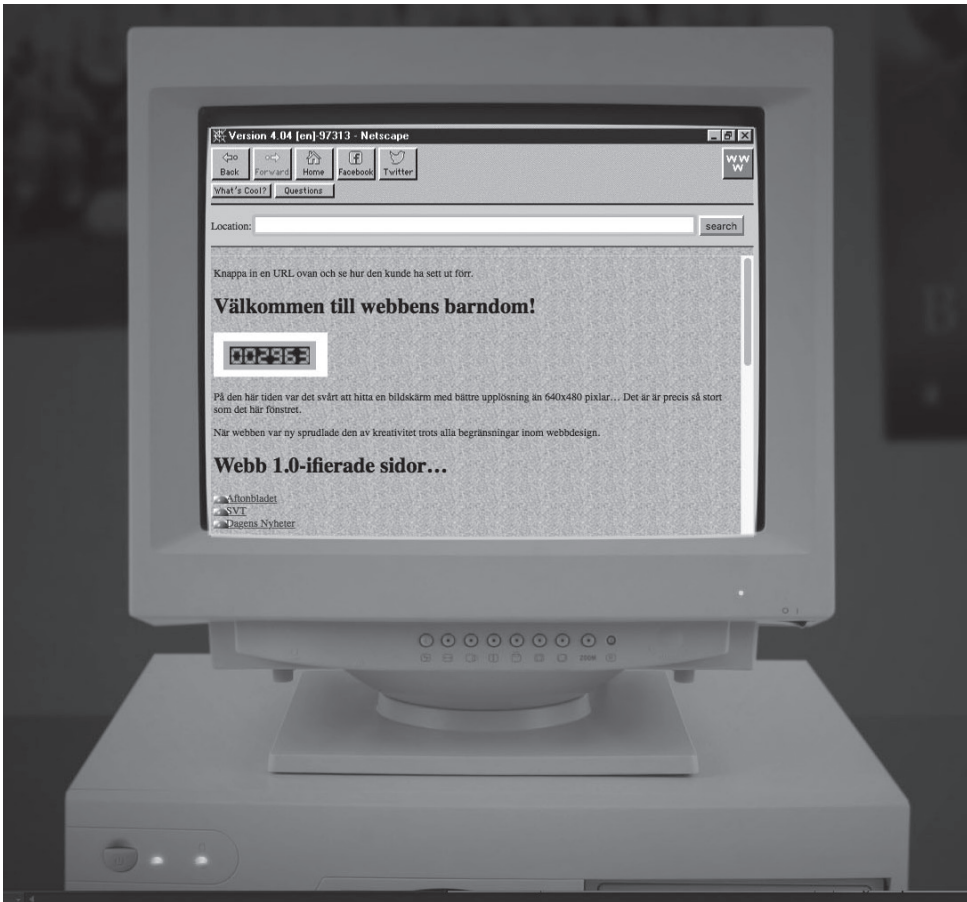 Version 4.04 [en]-97313 - Netscape
Back Forward Home Facebook Twitter
WWW
What's Cool? Questions
Location: search
Knappa in en URL ovan och se hur den kunde ha sett ut förr.
Välkommen till webbens barndom!
002963
På den här tiden var det svårt att hitta en bildskärm med bättre upplösning än 640x480 pixlar… Det är är precis så stort
som det här fönstret.
När webben var ny sprudlade den av kreativitet trots alla begränsningar inom webbdesign.
Webb 1.0-ifierade sidor…
Aftonbladet
SVT
Dagens Nyheter
ZOOM
B